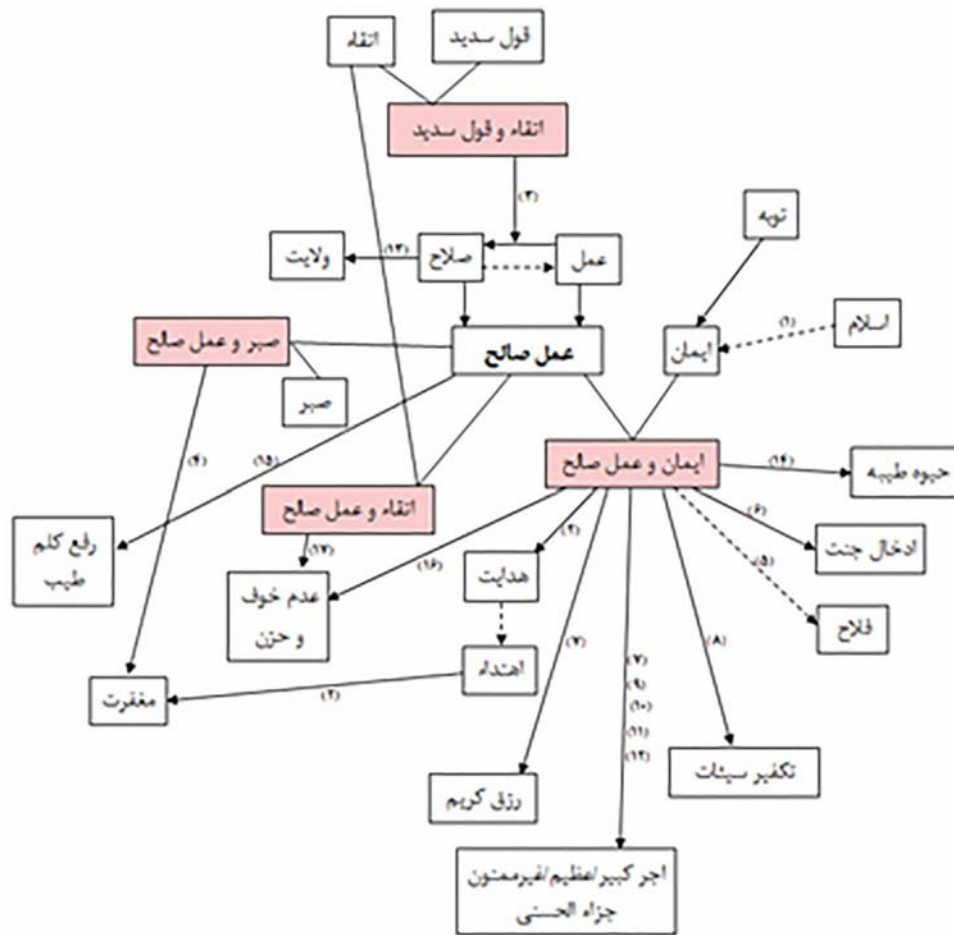 اتقاء
قول سدید
اتقاء و قول سدید
(۳)
توبه
ولایت
(۱۳)
صلاح
عمل
اسلام
(۱)
ایمان
صبر و عمل صالح
عمل صالح
صبر
(۴)
(۱۵)
ایمان و عمل صالح
(۱۴)
حیوه طیبه
اتقاء و عمل صالح
(۶)
ادخال جنت
رفع کلم
طیب
(۱۷)
(۱۶)
(۲)
هدایت
(۵)
عدم خوف
و حزن
فلاح
(۸)
اهتداء
(۷)
(۷)
(۹)
(۱۰)
(۱۱)
(۱۲)
مغفرت
(۲)
تکفیر سیئات
رزق کریم
اجر کبیر/عظیم/غیرممنون
جزاء الحسنی